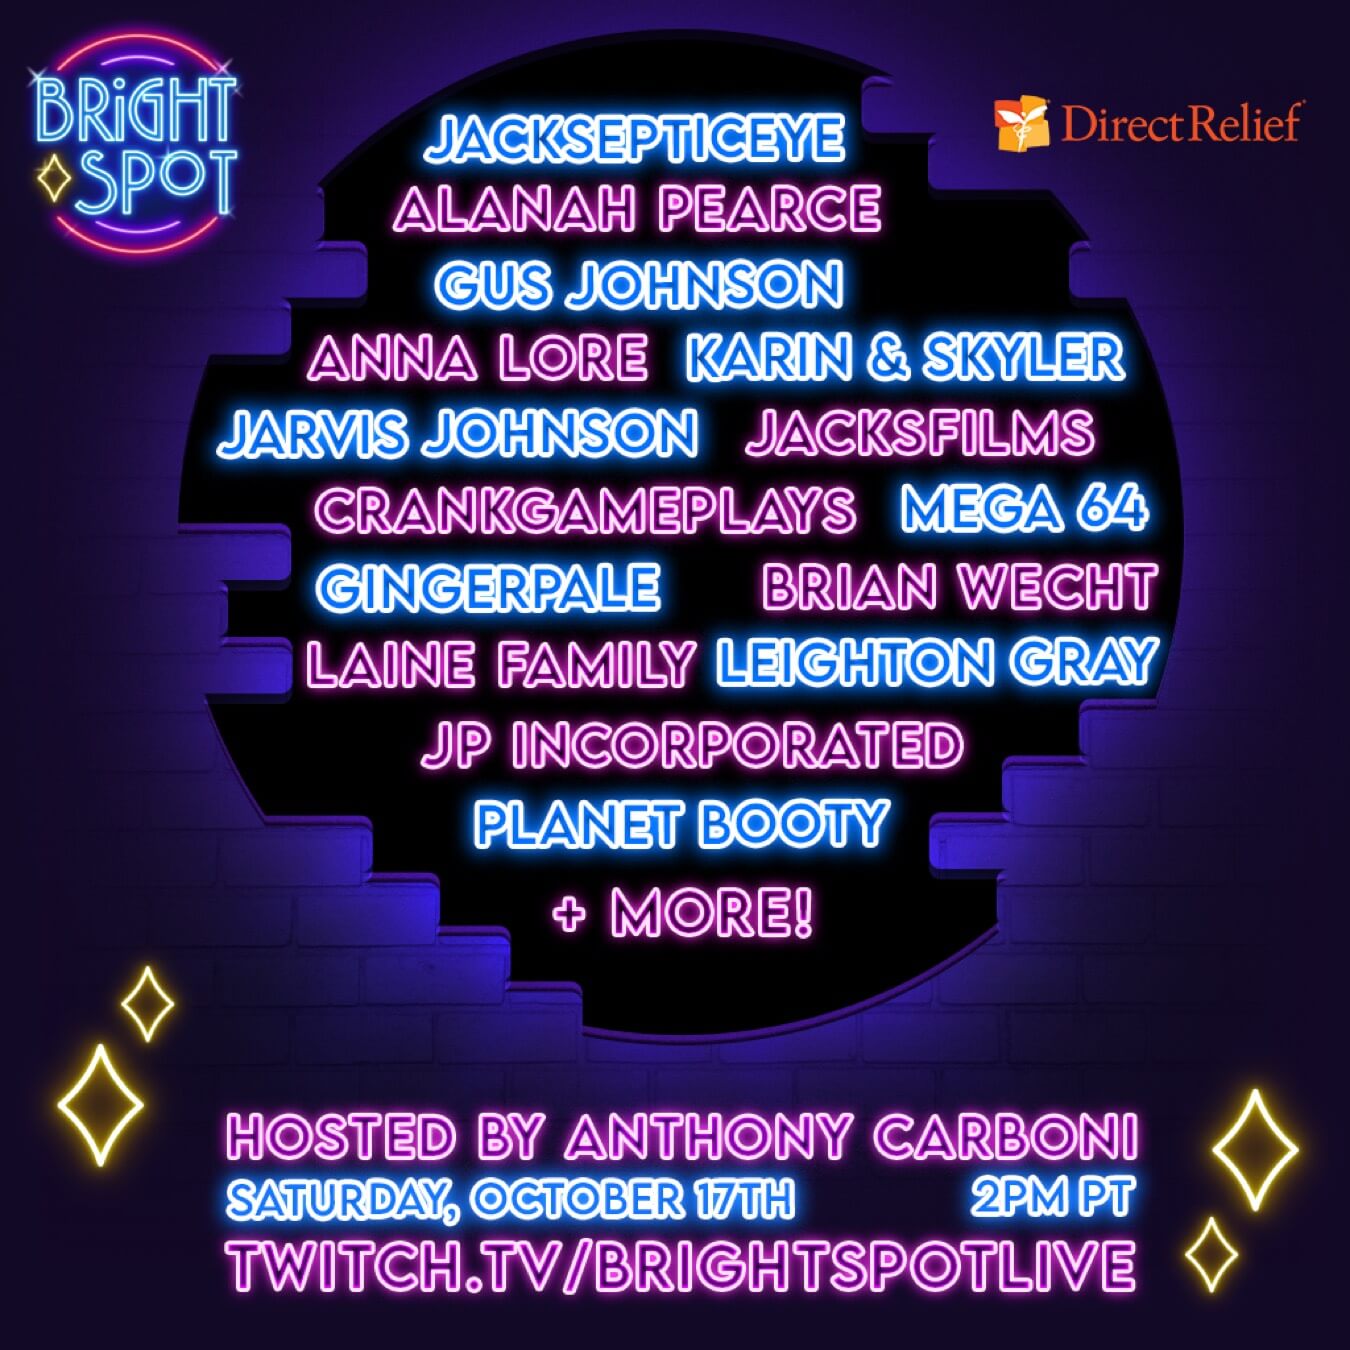 BRiGHT
SPOT
DirectRelief
JACKSEPTICEYE
ALANAH PEARCE
GUS JOHNSON
ANNA LORE KARIN & SKYLER
JARVIS JOHNSON JACKSFILMS
CRANKGAMEPLAYS MEGA 64
GINGERPALE BRIAN WECHT
LAINE FAMILY LEIGHTON GRAY
JP INCORPORATED
PLANET BOOTY
+ MORE!
HOSTED BY ANTHONY CARBONI
SATURDAY, OCTOBER 17TH 2PM PT
TWITCH.TV/BRIGHTSPOTLIVE